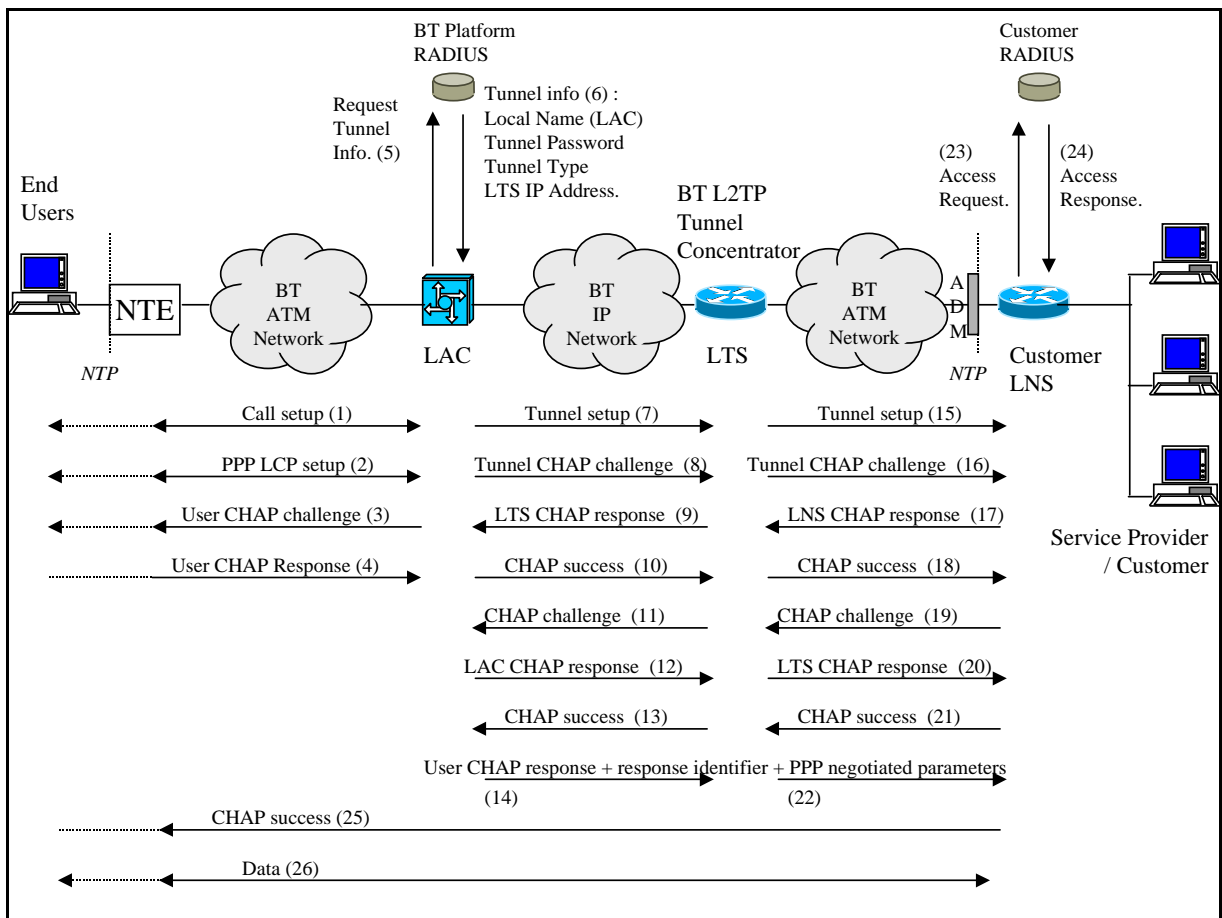 BT Platform
RADIUS
Customer
RADIUS
Request
Tunnel
Info. (5)
Tunnel info (6) :
Local Name (LAC)
Tunnel Password
Tunnel Type
LTS IP Address.
(23)
Access
Request.
(24)
Access
Response.
End
Users
BT L2TP
Tunnel
Concentrator
NTE
BT
ATM
Network
BT
IP
Network
BT
ATM
Network
A
D
M
NTP
LAC
LTS
NTP
Customer
LNS
Call setup (1)
Tunnel setup (7)
Tunnel setup (15)
PPP LCP setup (2)
Tunnel CHAP challenge (8)
Tunnel CHAP challenge (16)
User CHAP challenge (3)
LTS CHAP response (9)
LNS CHAP response (17)
Service Provider
/ Customer
User CHAP Response (4)
CHAP success (10)
CHAP success (18)
CHAP challenge (11)
CHAP challenge (19)
LAC CHAP response (12)
LTS CHAP response (20)
CHAP success (13)
CHAP success (21)
User CHAP response + response identifier + PPP negotiated parameters
(14)
(22)
CHAP success (25)
Data (26)